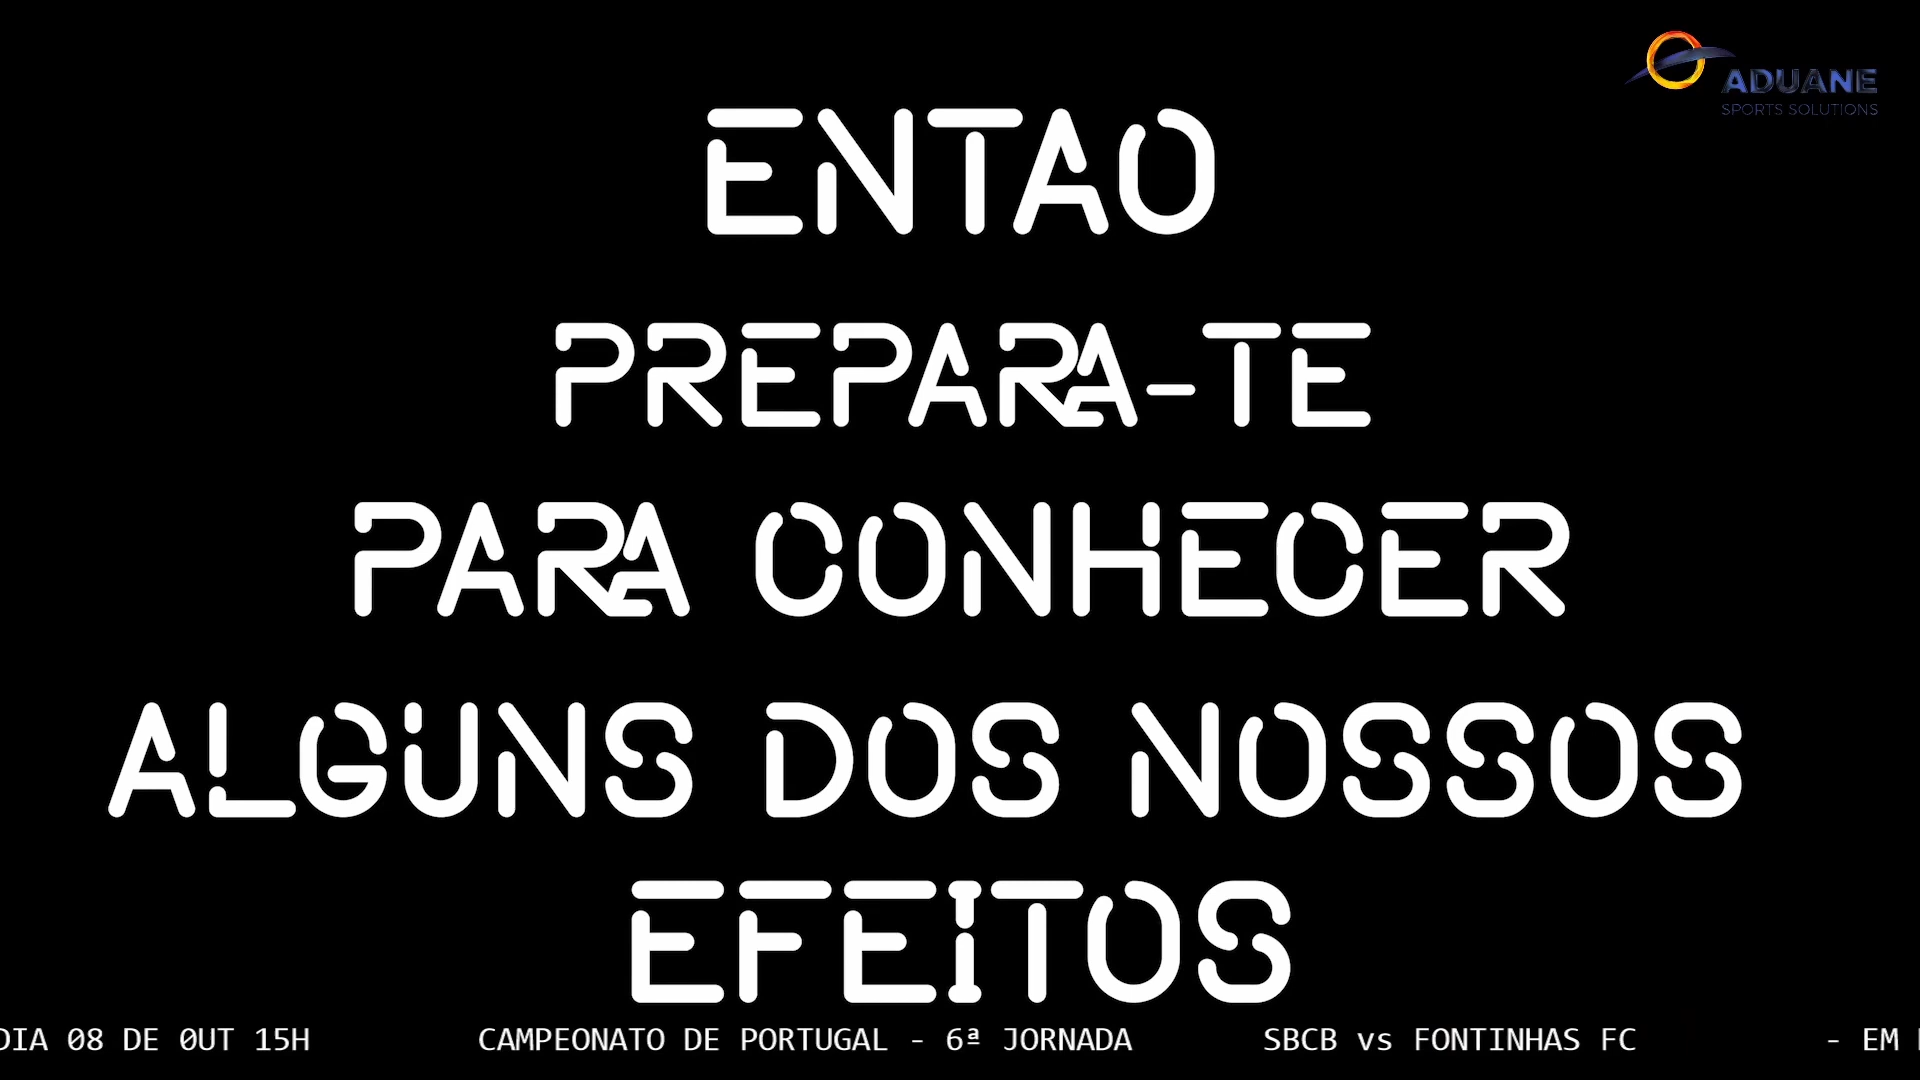 ADUANE
SPORTS SOLUTIONS
ENTAO
PREPARA-TE
PARA CONHECER
ALGUNS DOS NOSSOS
EFEITOS
DIA 08 DE 0UT 15H CAMPEONATO DE PORTUGAL - 6ª JORNADA SBCB vs FONTINHAS FC - EM